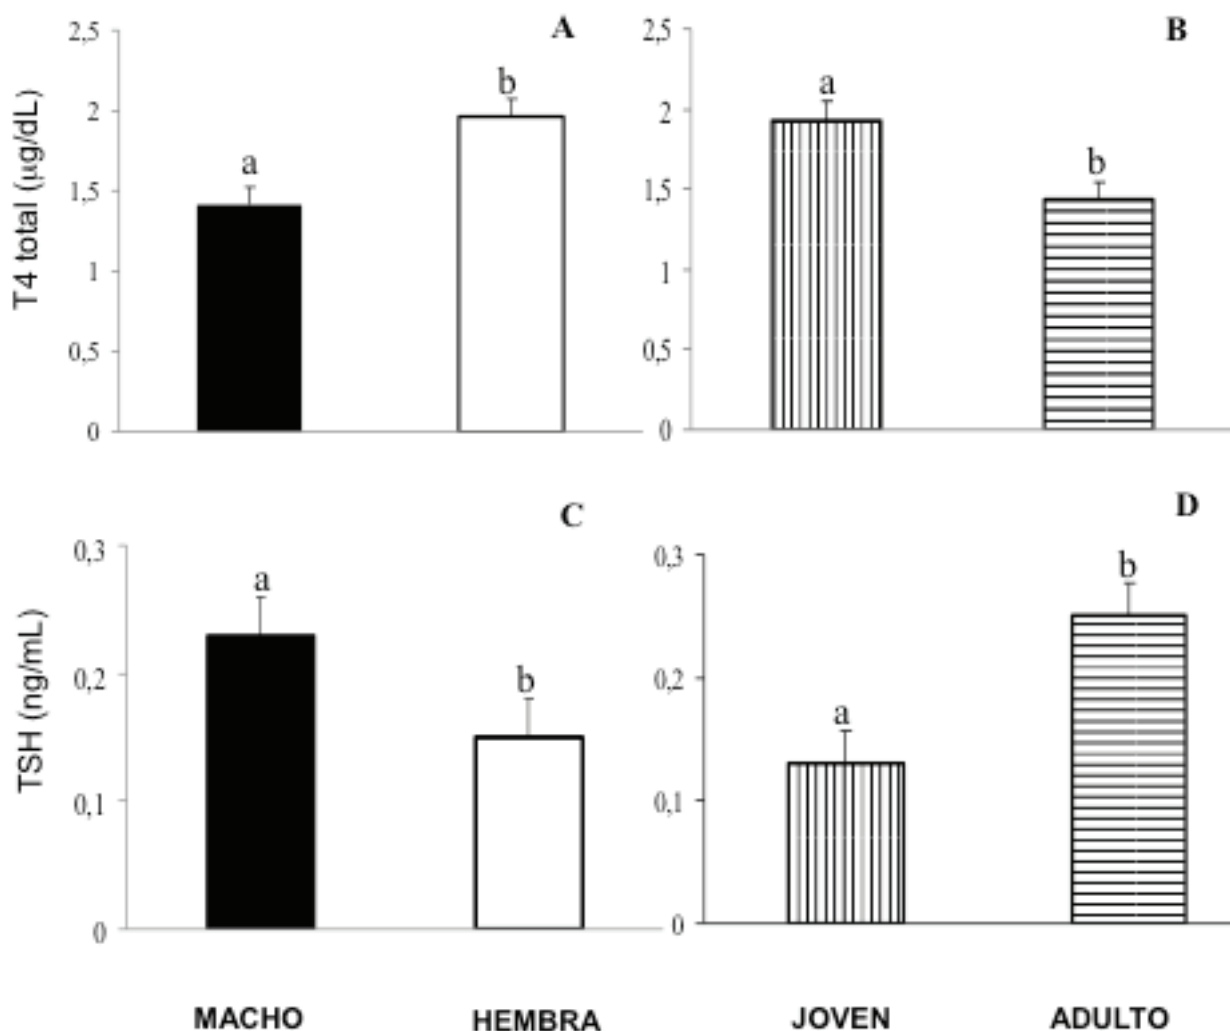 A
T4 total (µg/dL)
2,5
2
1,5
1
0,5
0
a
b
B
2,5
2
1,5
1
0,5
0
a
b
C
TSH (ng/mL)
0,3
0,2
0,1
0
a
b
D
0,3
0,2
0,1
0
a
b
MACHO HEMBRA JOVEN ADULTO